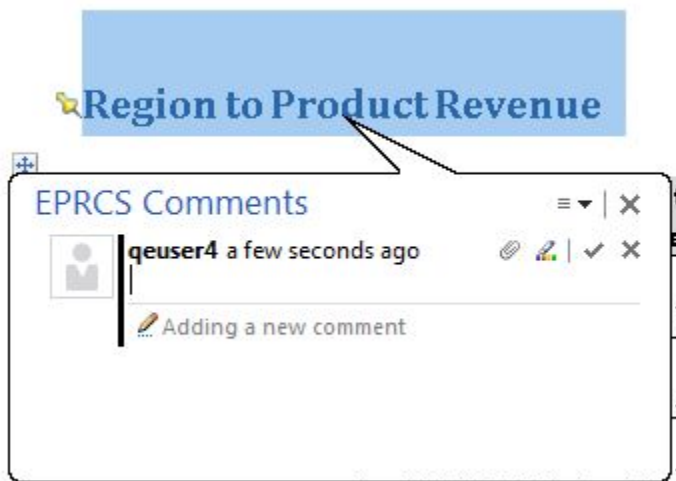 Region to Product Revenue
EPRCS Comments
qeuser4 a few seconds ago
Adding a new comment